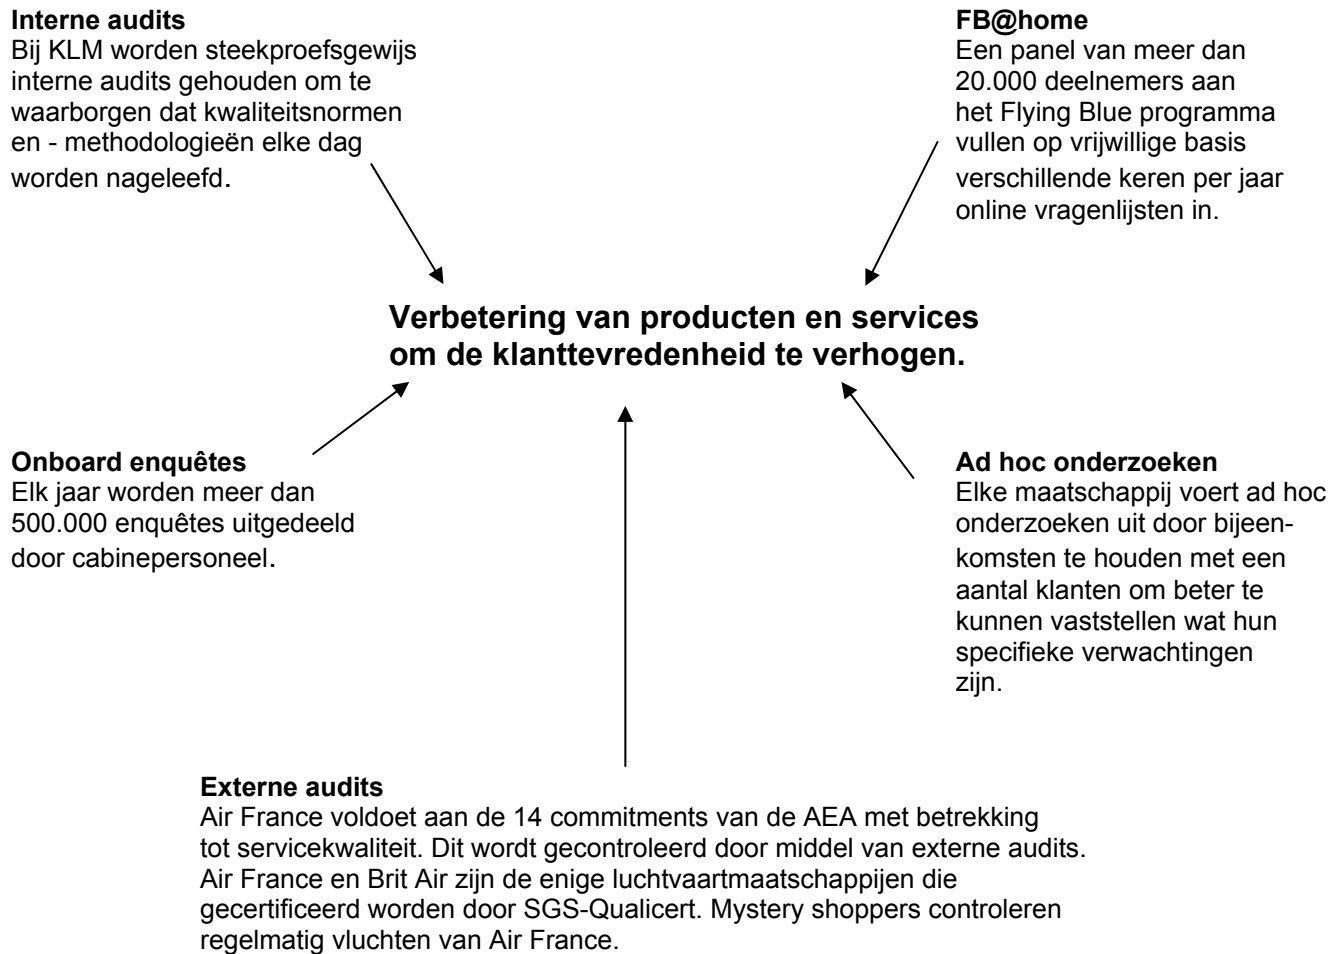 Interne audits
Bij KLM worden steekproefsgewijs
interne audits gehouden om te
waarborgen dat kwaliteitsnormen
en - methodologieën elke dag
worden nageleefd.
FB@home
Een panel van meer dan
20.000 deelnemers aan
het Flying Blue programma
vullen op vrijwillige basis
verschillende keren per jaar
online vragenlijsten in.
Verbetering van producten en services
om de klanttevredenheid te verhogen.
Onboard enquêtes
Elk jaar worden meer dan
500.000 enquêtes uitgedeeld
door cabinepersoneel.
Ad hoc onderzoeken
Elke maatschappij voert ad hoc
onderzoeken uit door bijeen-
komsten te houden met een
aantal klanten om beter te
kunnen vaststellen wat hun
specifieke verwachtingen
zijn.
Externe audits
Air France voldoet aan de 14 commitments van de AEA met betrekking
tot servicekwaliteit. Dit wordt gecontroleerd door middel van externe audits.
Air France en Brit Air zijn de enige luchtvaartmaatschappijen die
gecertificeerd worden door SGS-Qualicert. Mystery shoppers controleren
regelmatig vluchten van Air France.